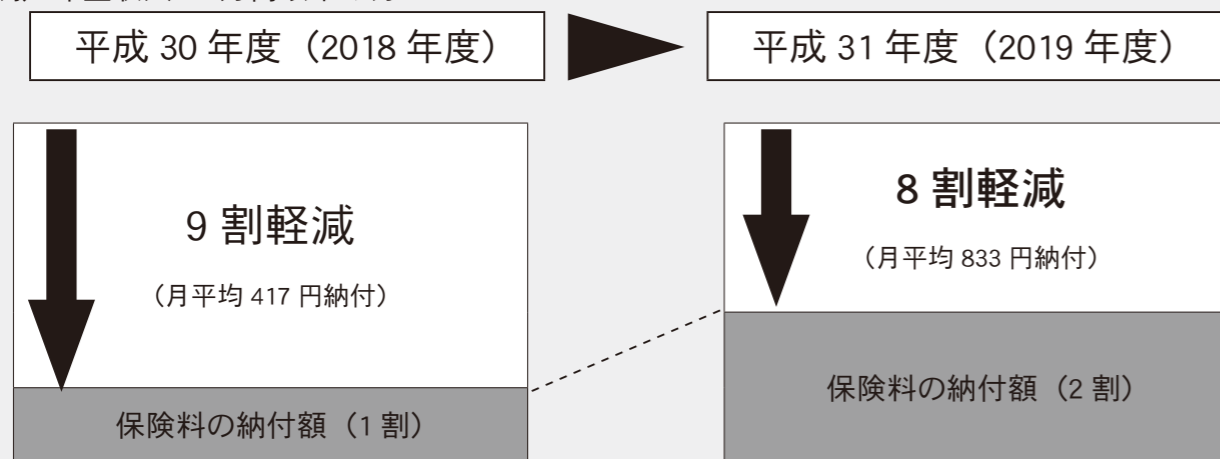 平成 30 年度（2018 年度）
平成 31 年度（2019 年度）
9 割軽減
（月平均 417 円納付）
保険料の納付額（1 割）
8 割軽減
（月平均 833 円納付）
保険料の納付額（2 割）